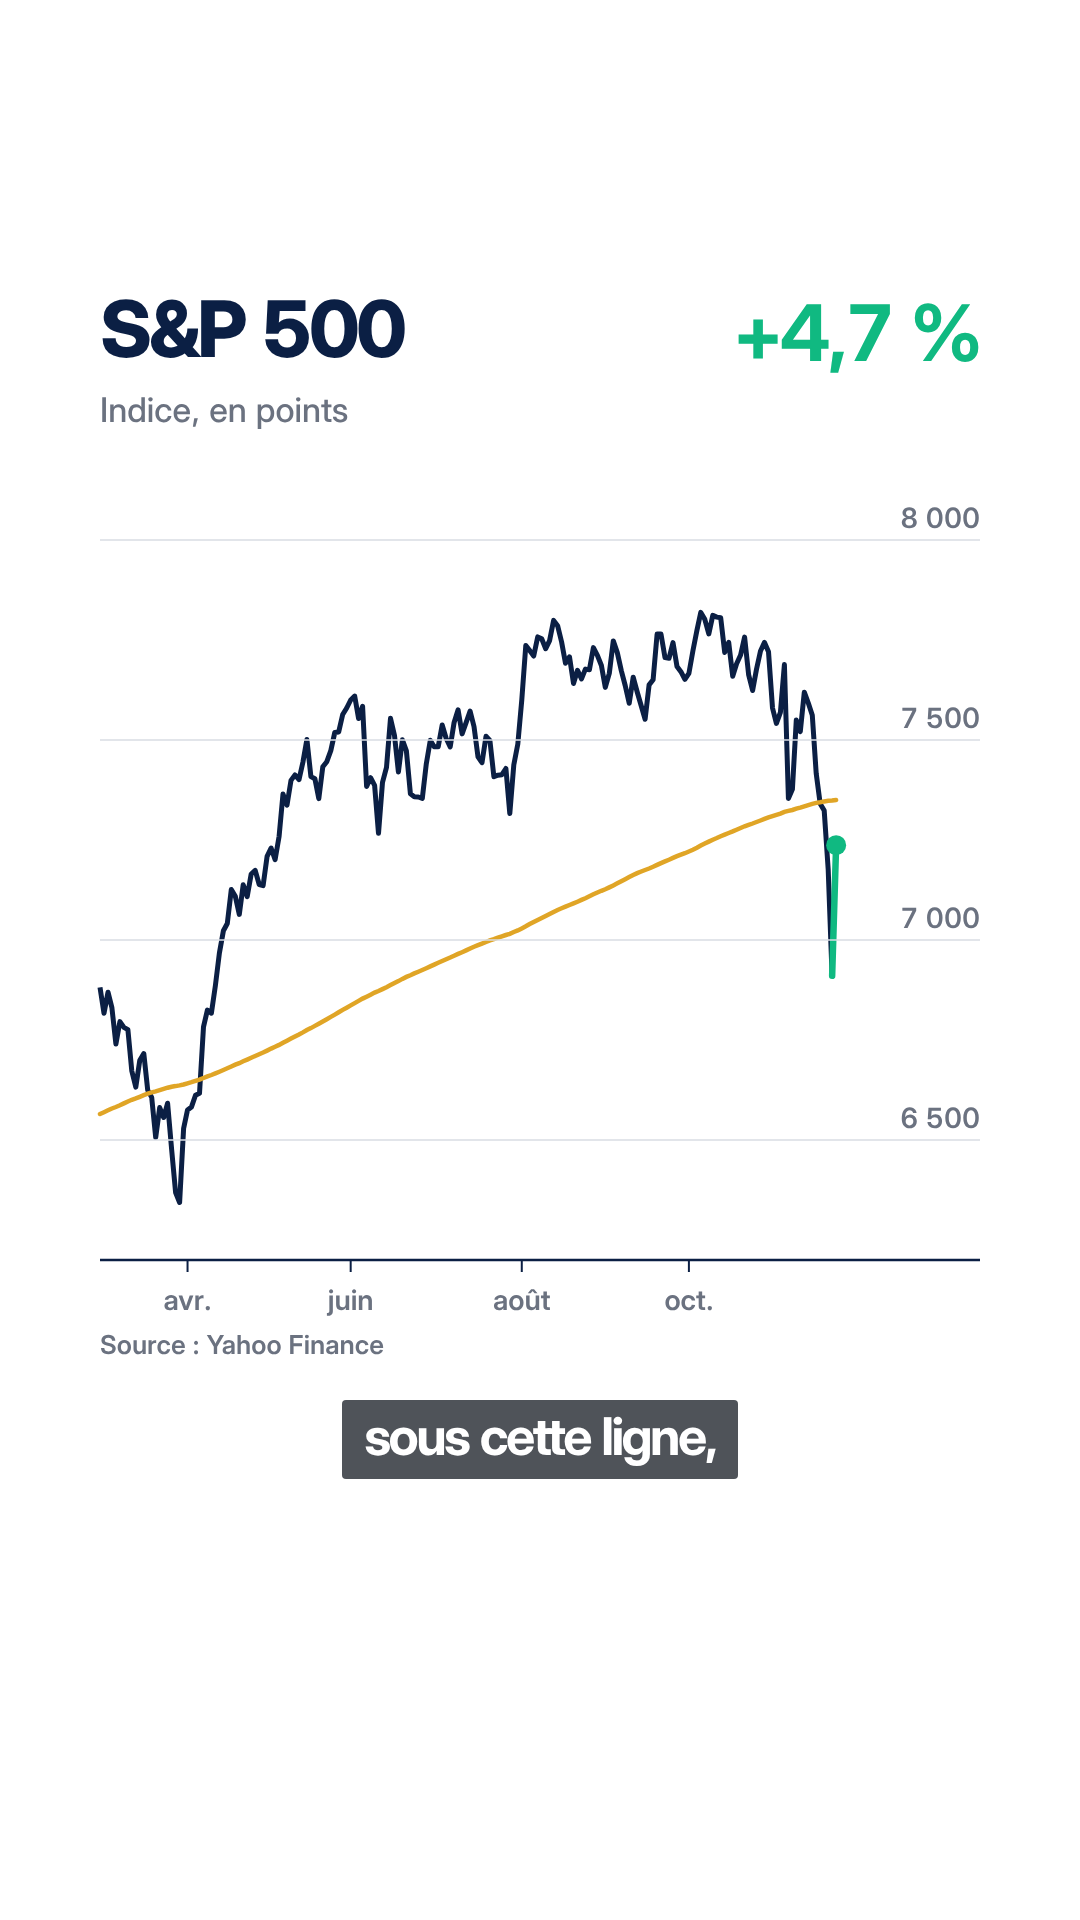 S&P 500
+4,7 %
Indice, en points
8 000
7 500
7 000
6 500
avr. juin août oct.
Source : Yahoo Finance
sous cette ligne,